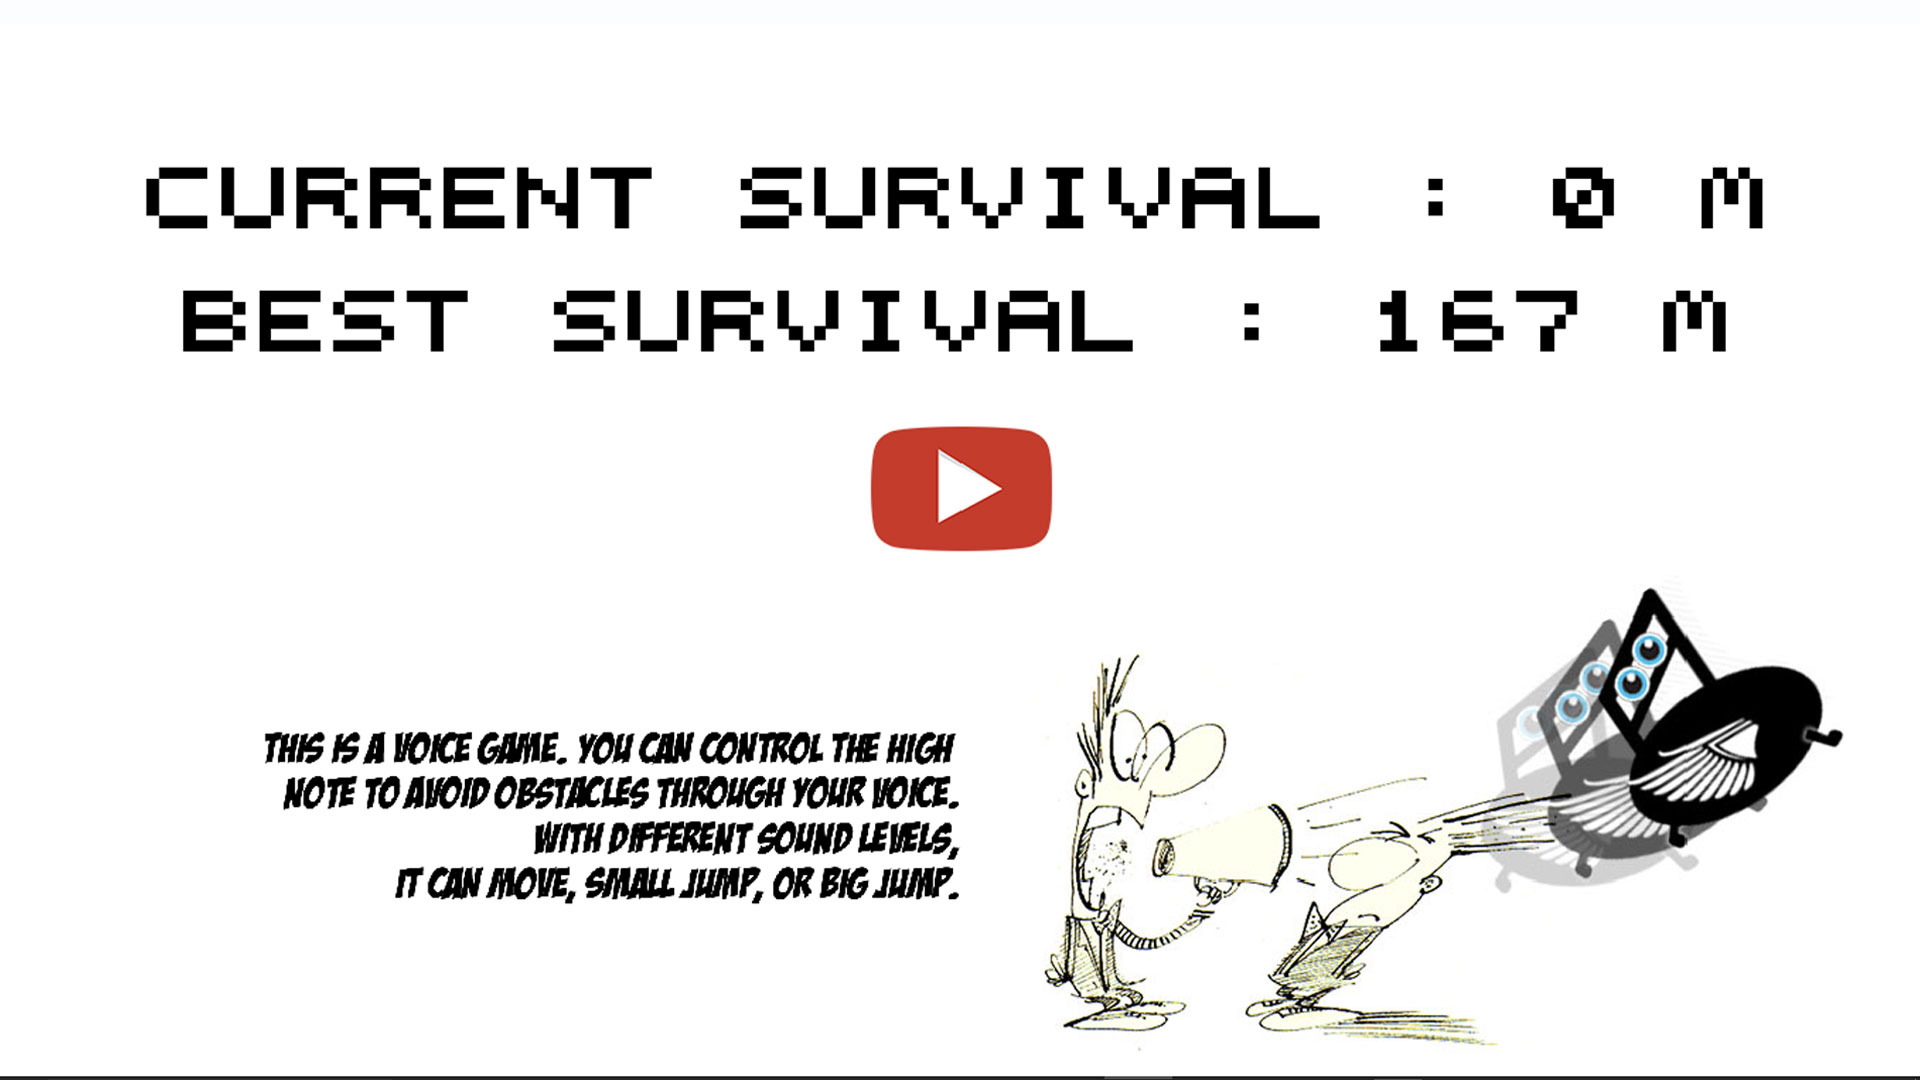 CURRENT SURVIVAL : 0 M
BEST SURVIVAL : 167 M
THIS IS A VOICE GAME. YOU CAN CONTROL THE HIGH
NOTE TO AVOID OBSTACLES THROUGH YOUR VOICE.
WITH DIFFERENT SOUND LEVELS,
IT CAN MOVE, SMALL JUMP, OR BIG JUMP.